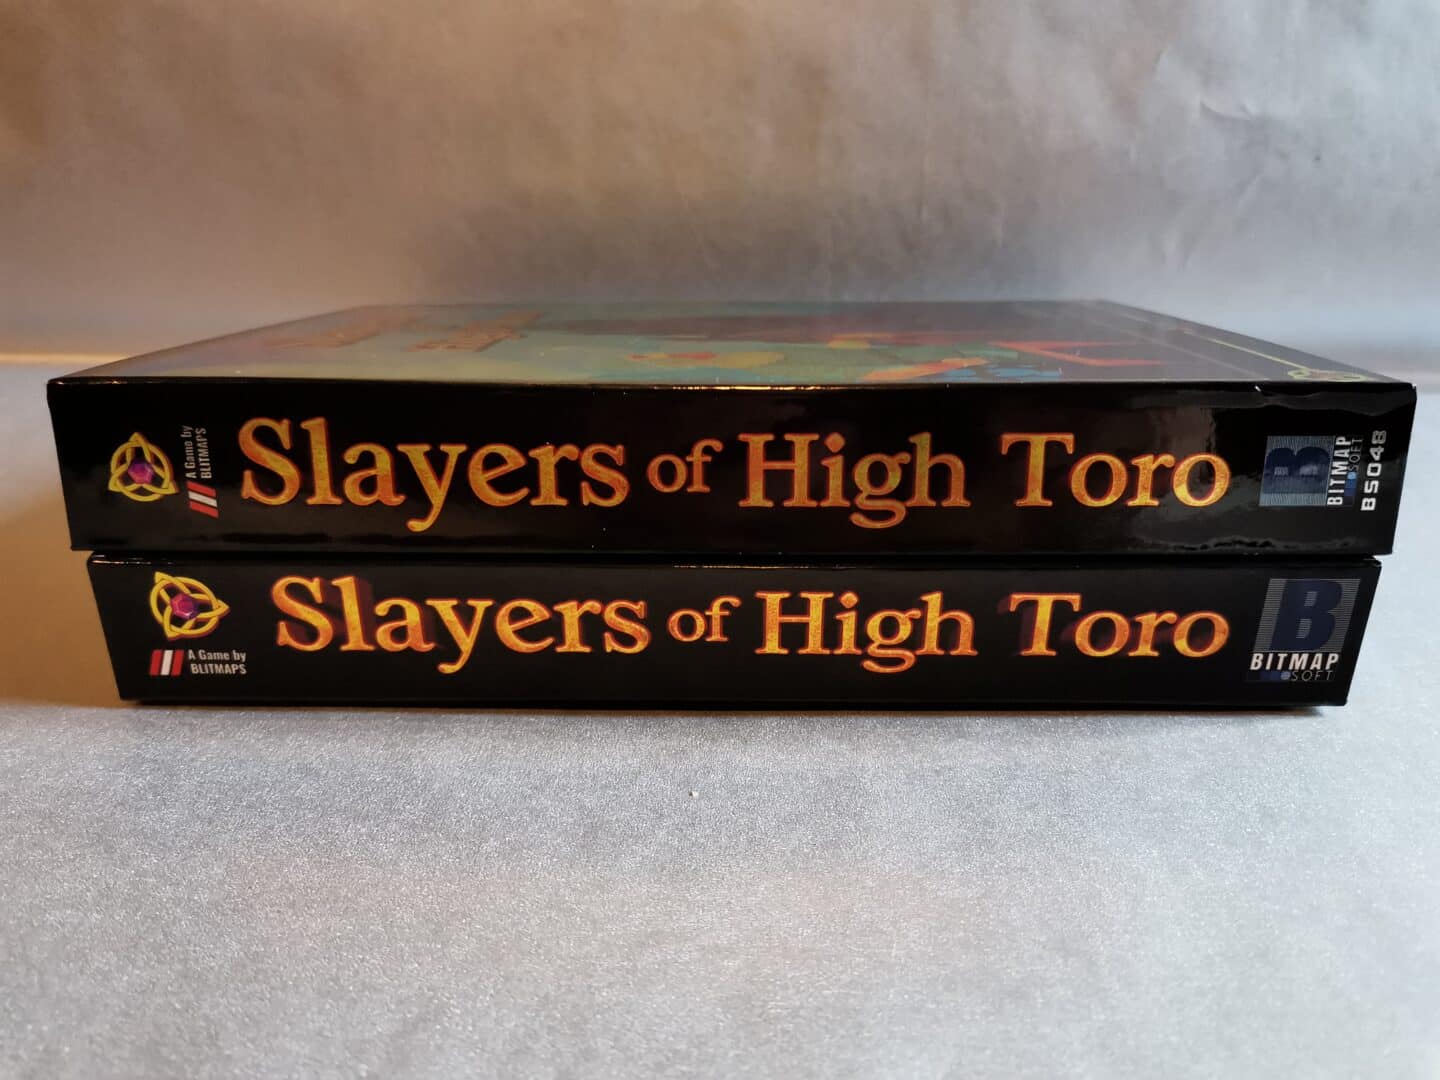 A Game by
BLITMAPS
Slayers of High Toro
B
BITMAP
SOFT
BS048
A Game by
BLITMAPS
Slayers of High Toro
B
BITMAP
SOFT